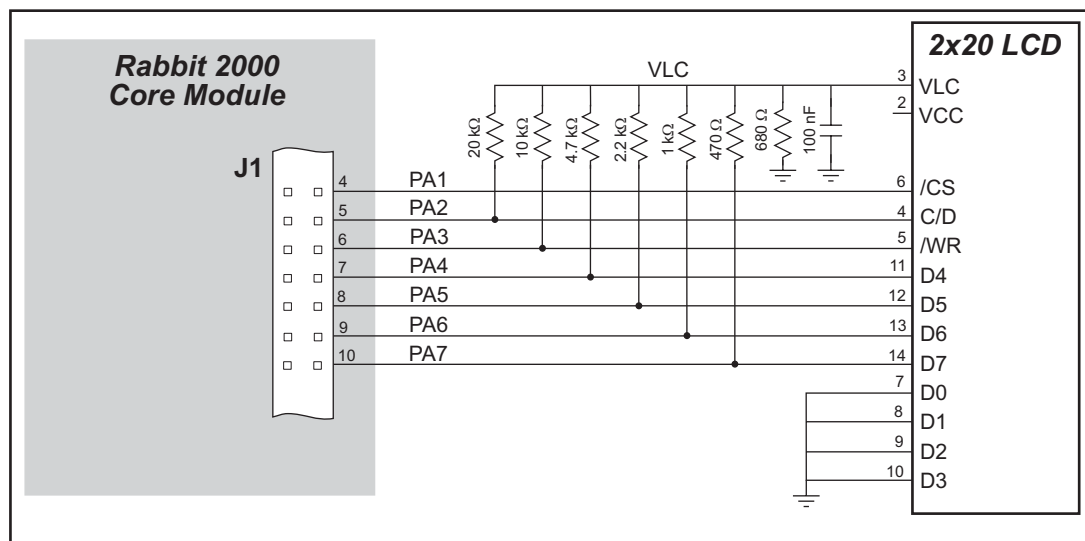 Rabbit 2000
Core Module
2x20 LCD
VLC
3
VLC
2
VCC
20 kΩ
10 kΩ
4.7 kΩ
2.2 kΩ
1 kΩ
470 Ω
680 Ω
100 nF
J1
4
PA1
6
/CS
5
PA2
4
C/D
6
PA3
5
/WR
7
PA4
11
D4
8
PA5
12
D5
9
PA6
13
D6
10
PA7
14
D7
7
D0
8
D1
9
D2
10
D3